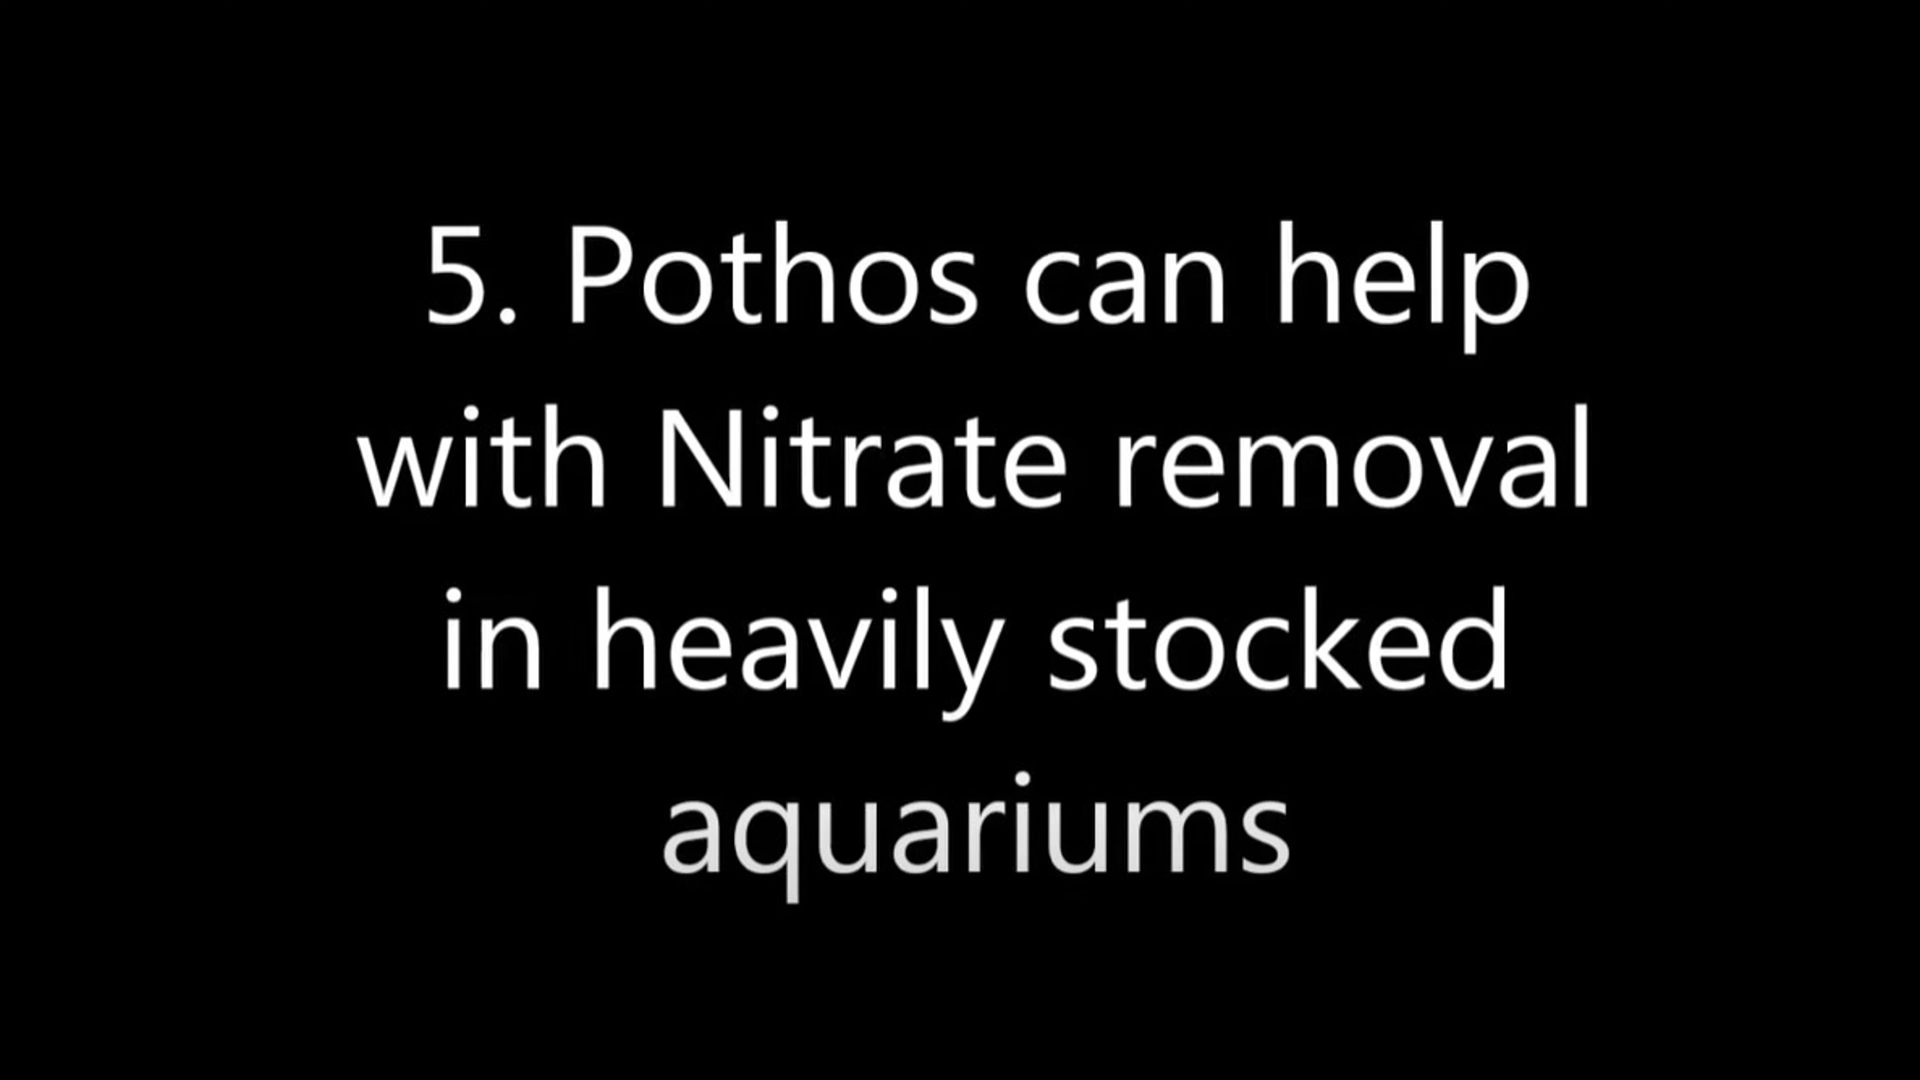 5. Pothos can help
with Nitrate removal
in heavily stocked
aquariums